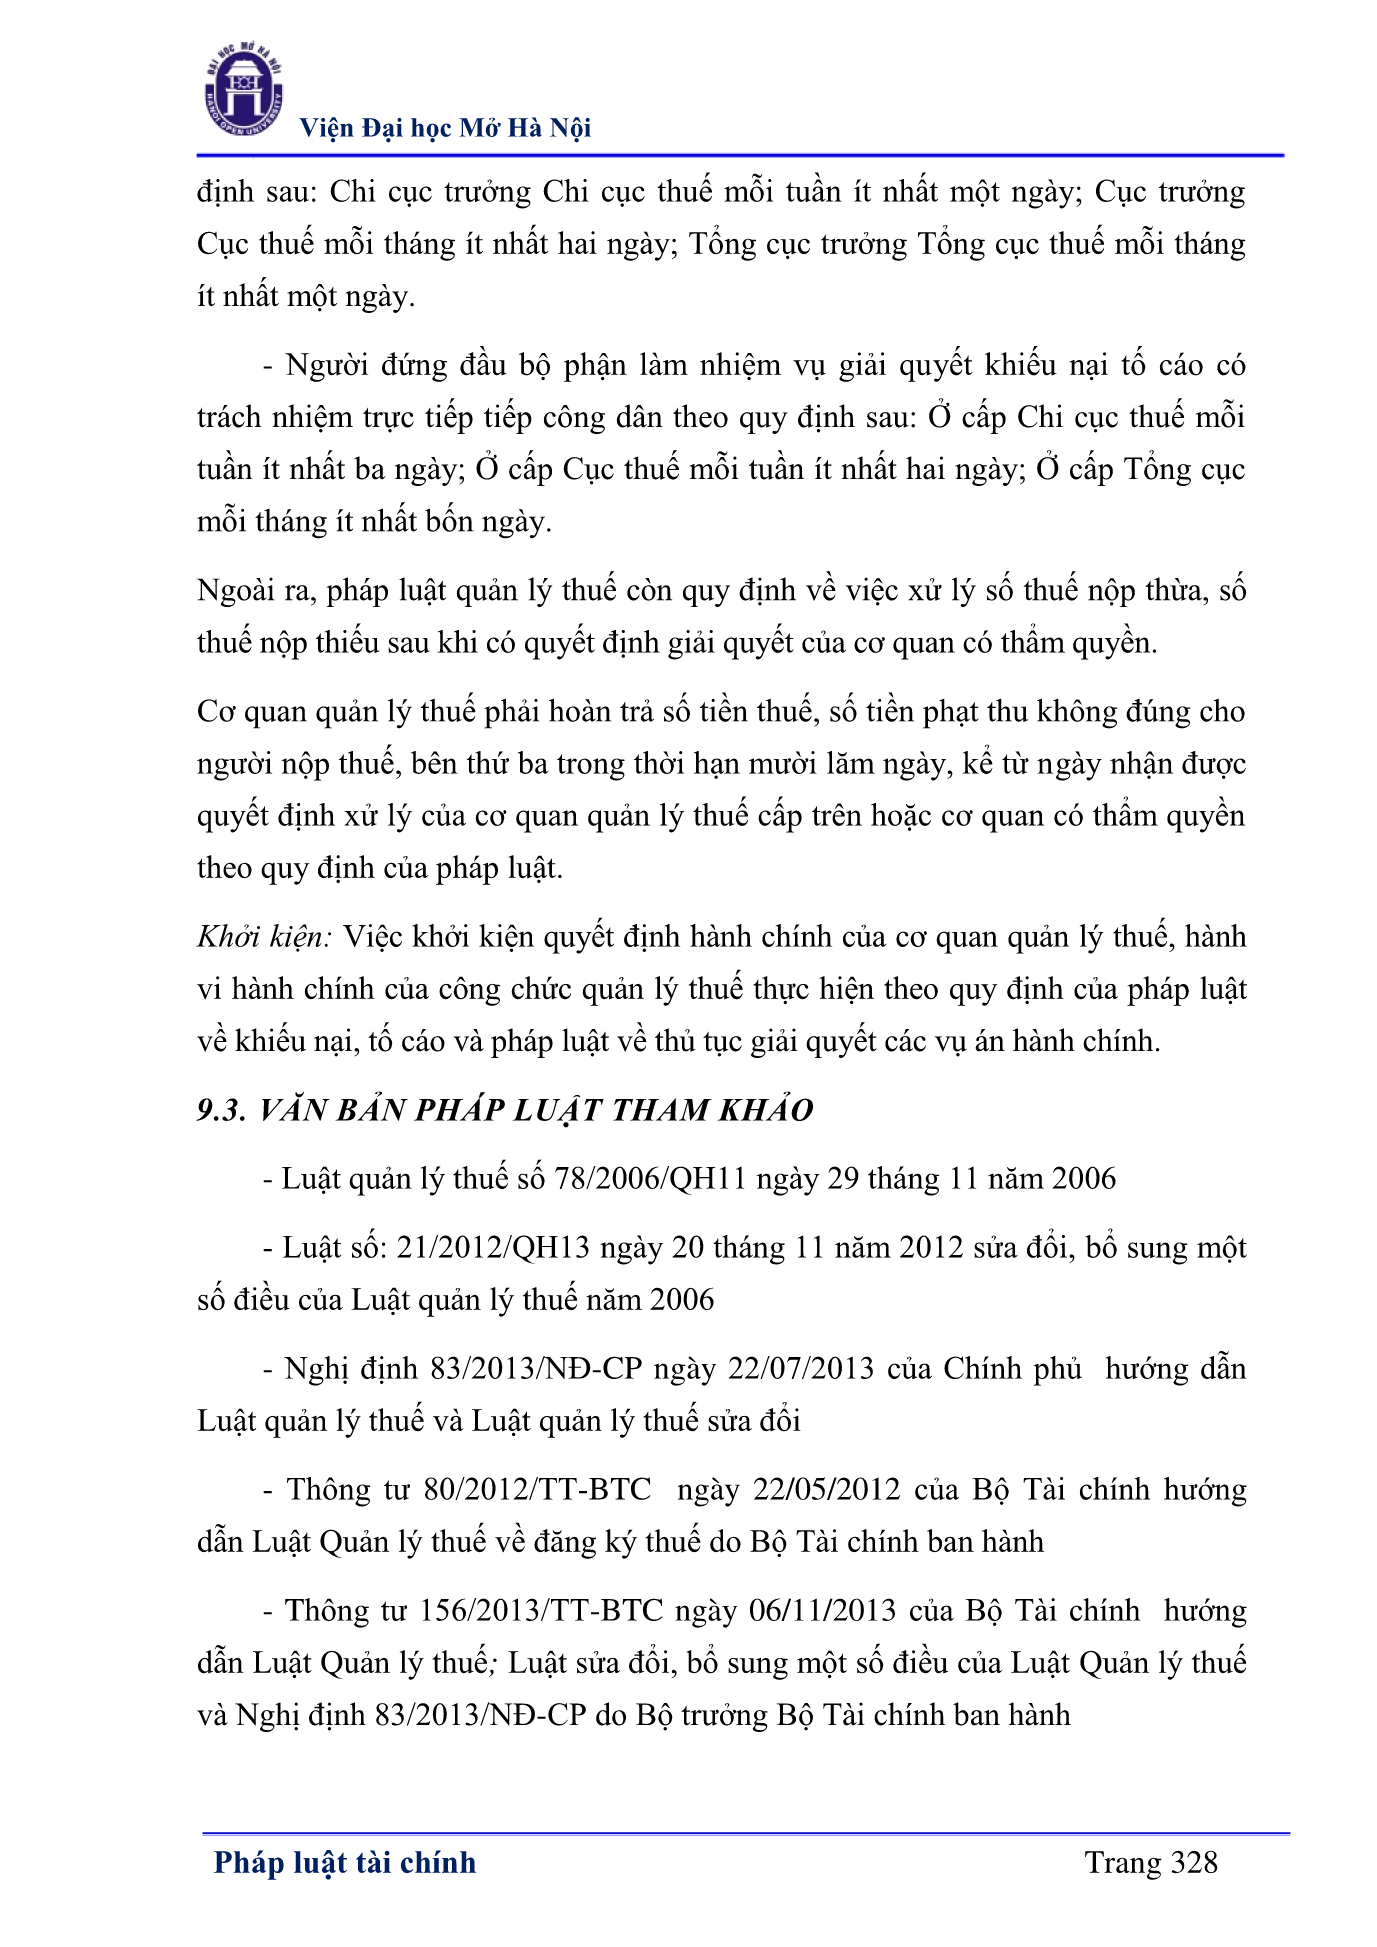 ĐẠI HỌC MỞ HÀ NỘI
HANOI OPEN UNIVERSITY
Viện Đại học Mở Hà Nội
định sau: Chi cục trưởng Chi cục thuế mỗi tuần ít nhất một ngày; Cục trưởng
Cục thuế mỗi tháng ít nhất hai ngày; Tổng cục trưởng Tổng cục thuế mỗi tháng
ít nhất một ngày.
- Người đứng đầu bộ phận làm nhiệm vụ giải quyết khiếu nại tố cáo có
trách nhiệm trực tiếp tiếp công dân theo quy định sau: Ở cấp Chi cục thuế mỗi
tuần ít nhất ba ngày; Ở cấp Cục thuế mỗi tuần ít nhất hai ngày; Ở cấp Tổng cục
mỗi tháng ít nhất bốn ngày.
Ngoài ra, pháp luật quản lý thuế còn quy định về việc xử lý số thuế nộp thừa, số
thuế nộp thiếu sau khi có quyết định giải quyết của cơ quan có thẩm quyền.
Cơ quan quản lý thuế phải hoàn trả số tiền thuế, số tiền phạt thu không đúng cho
người nộp thuế, bên thứ ba trong thời hạn mười lăm ngày, kể từ ngày nhận được
quyết định xử lý của cơ quan quản lý thuế cấp trên hoặc cơ quan có thẩm quyền
theo quy định của pháp luật.
Khởi kiện: Việc khởi kiện quyết định hành chính của cơ quan quản lý thuế, hành
vi hành chính của công chức quản lý thuế thực hiện theo quy định của pháp luật
về khiếu nại, tố cáo và pháp luật về thủ tục giải quyết các vụ án hành chính.
9.3. VĂN BẢN PHÁP LUẬT THAM KHẢO
- Luật quản lý thuế số 78/2006/QH11 ngày 29 tháng 11 năm 2006
- Luật số: 21/2012/QH13 ngày 20 tháng 11 năm 2012 sửa đổi, bổ sung một
số điều của Luật quản lý thuế năm 2006
- Nghị định 83/2013/NĐ-CP ngày 22/07/2013 của Chính phủ hướng dẫn
Luật quản lý thuế và Luật quản lý thuế sửa đổi
- Thông tư 80/2012/TT-BTC ngày 22/05/2012 của Bộ Tài chính hướng
dẫn Luật Quản lý thuế về đăng ký thuế do Bộ Tài chính ban hành
- Thông tư 156/2013/TT-BTC ngày 06/11/2013 của Bộ Tài chính hướng
dẫn Luật Quản lý thuế; Luật sửa đổi, bổ sung một số điều của Luật Quản lý thuế
và Nghị định 83/2013/NĐ-CP do Bộ trưởng Bộ Tài chính ban hành
Pháp luật tài chính
Trang 328